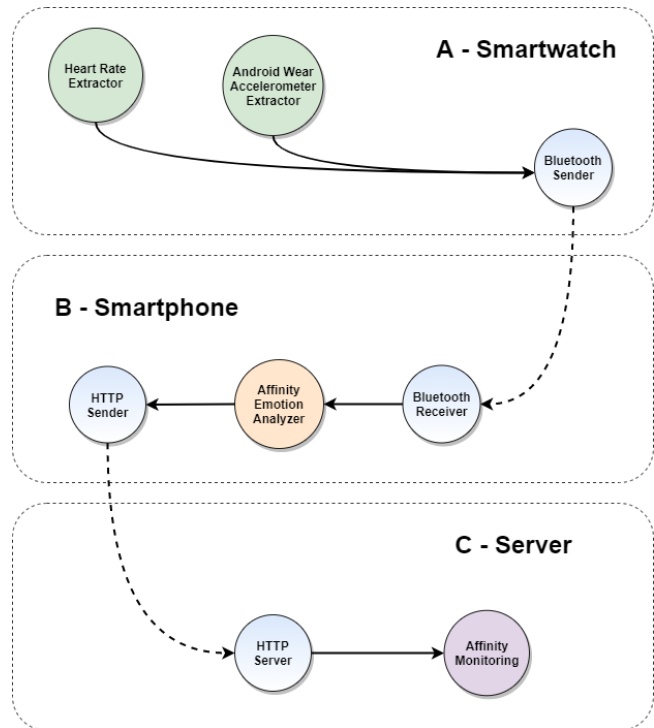 A - Smartwatch
Heart Rate
Extractor
Android Wear
Accelerometer
Extractor
Bluetooth
Sender
B - Smartphone
HTTP
Sender
Affinity
Emotion
Analyzer
Bluetooth
Receiver
C - Server
HTTP
Server
Affinity
Monitoring